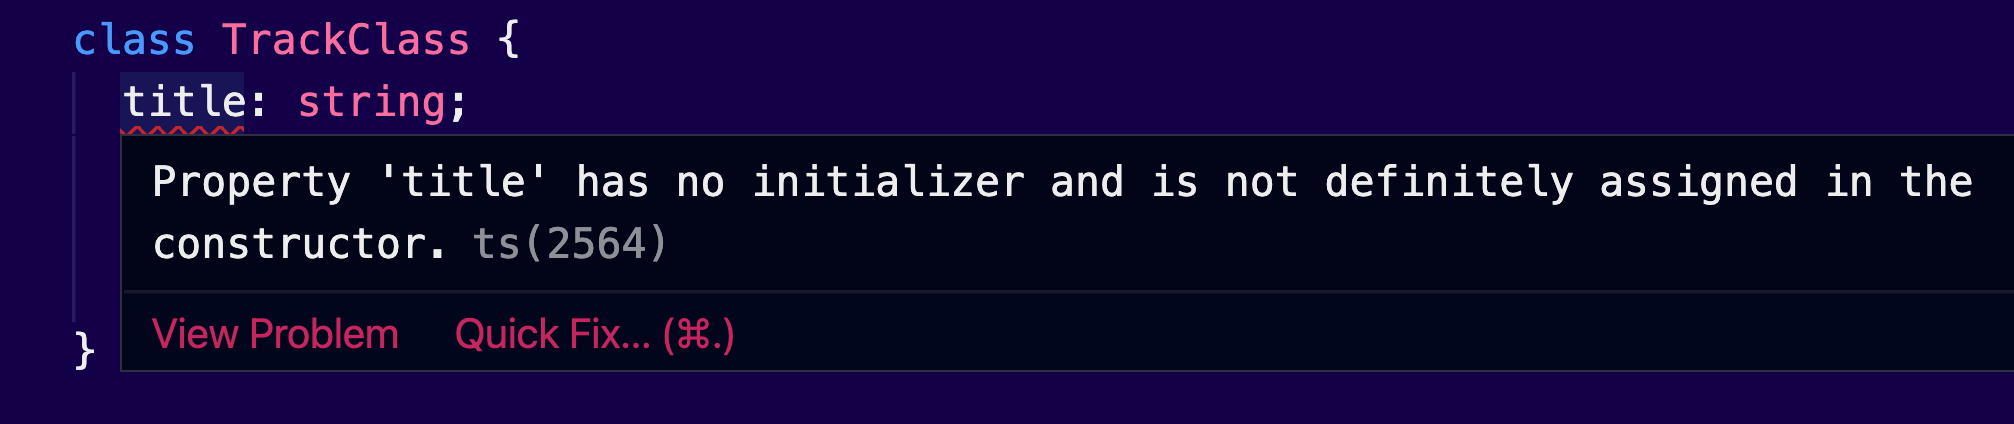 class TrackClass {
title: string;
Property 'title' has no initializer and is not definitely assigned in the
constructor. ts(2564)
View Problem Quick Fix... (⌘.)
}